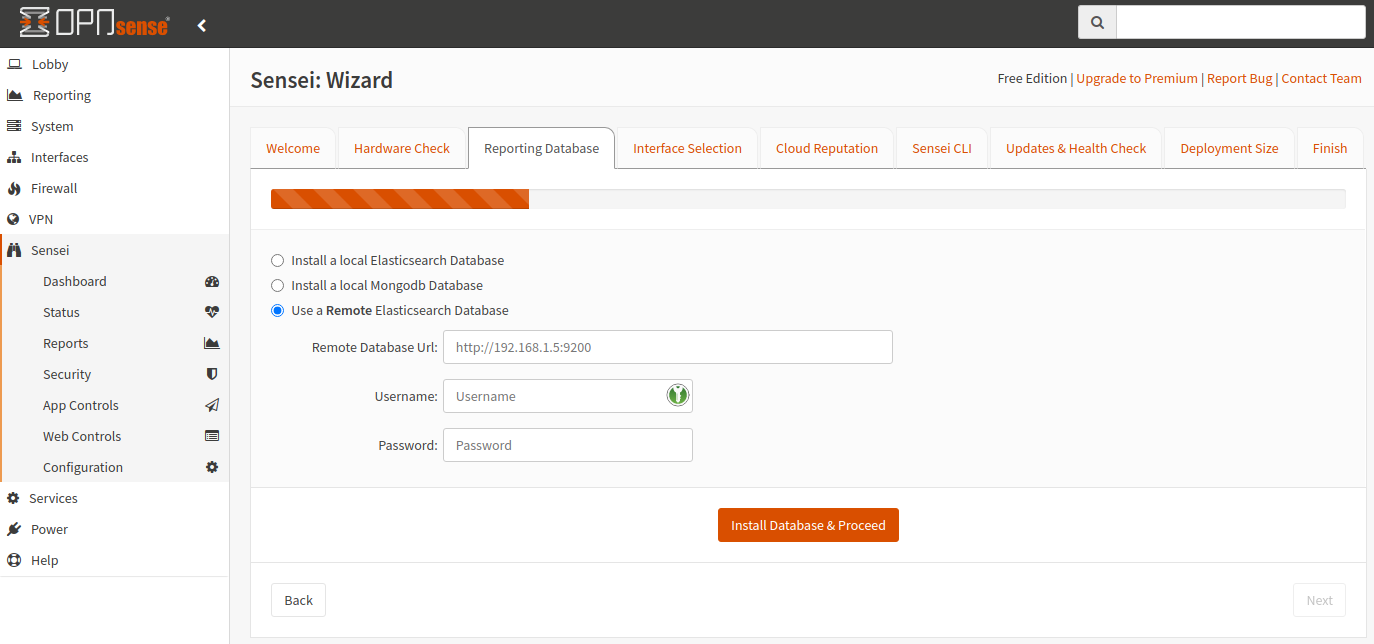 OPNsense®
Sensei: Wizard
Free Edition | Upgrade to Premium | Report Bug | Contact Team
Lobby
Reporting
System
Interfaces
Firewall
VPN
Sensei
Dashboard
Status
Reports
Security
App Controls
Web Controls
Configuration
Services
Power
Help
Welcome
Hardware Check
Reporting Database
Interface Selection
Cloud Reputation
Sensei CLI
Updates & Health Check
Deployment Size
Finish
Install a local Elasticsearch Database
Install a local Mongodb Database
Use a Remote Elasticsearch Database
Remote Database Url: http://192.168.1.5:9200
Username: Username
Password: Password
Install Database & Proceed
Back
Next